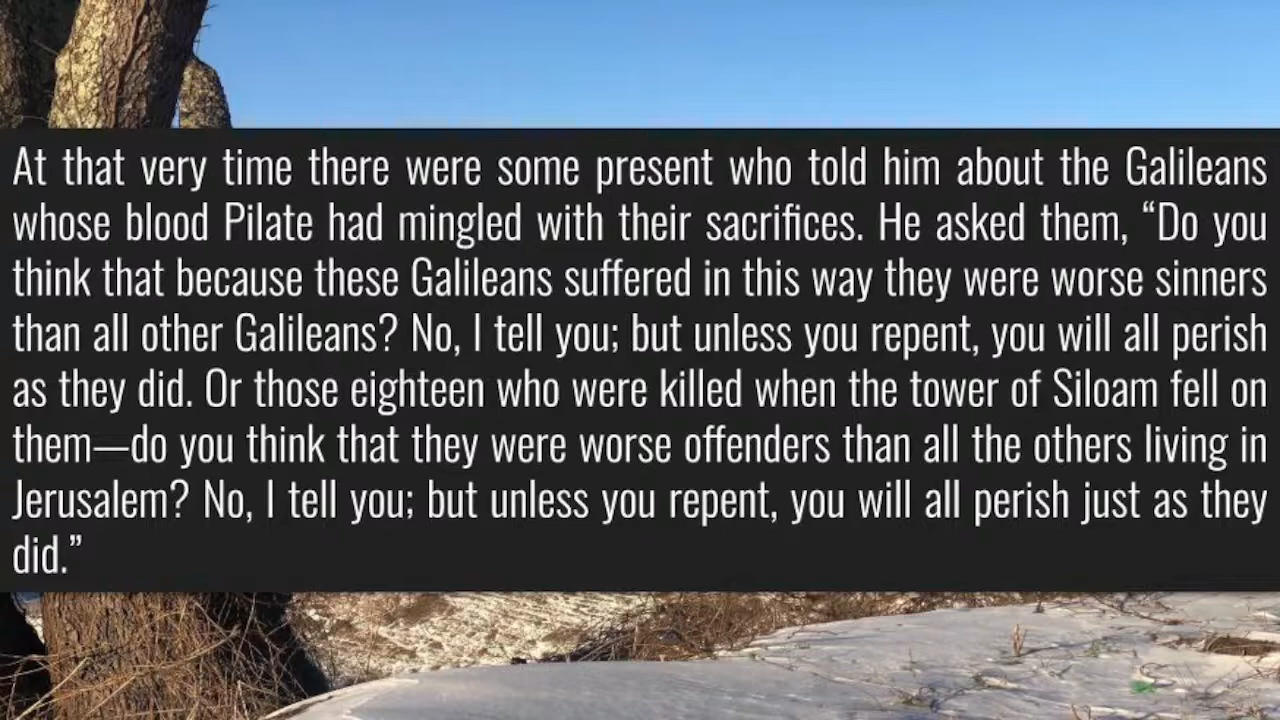 At that very time there were some present who told him about the Galileans
whose blood Pilate had mingled with their sacrifices. He asked them, “Do you
think that because these Galileans suffered in this way they were worse sinners
than all other Galileans? No, I tell you; but unless you repent, you will all perish
as they did. Or those eighteen who were killed when the tower of Siloam fell on
them—do you think that they were worse offenders than all the others living in
Jerusalem? No, I tell you; but unless you repent, you will all perish just as they
did.”